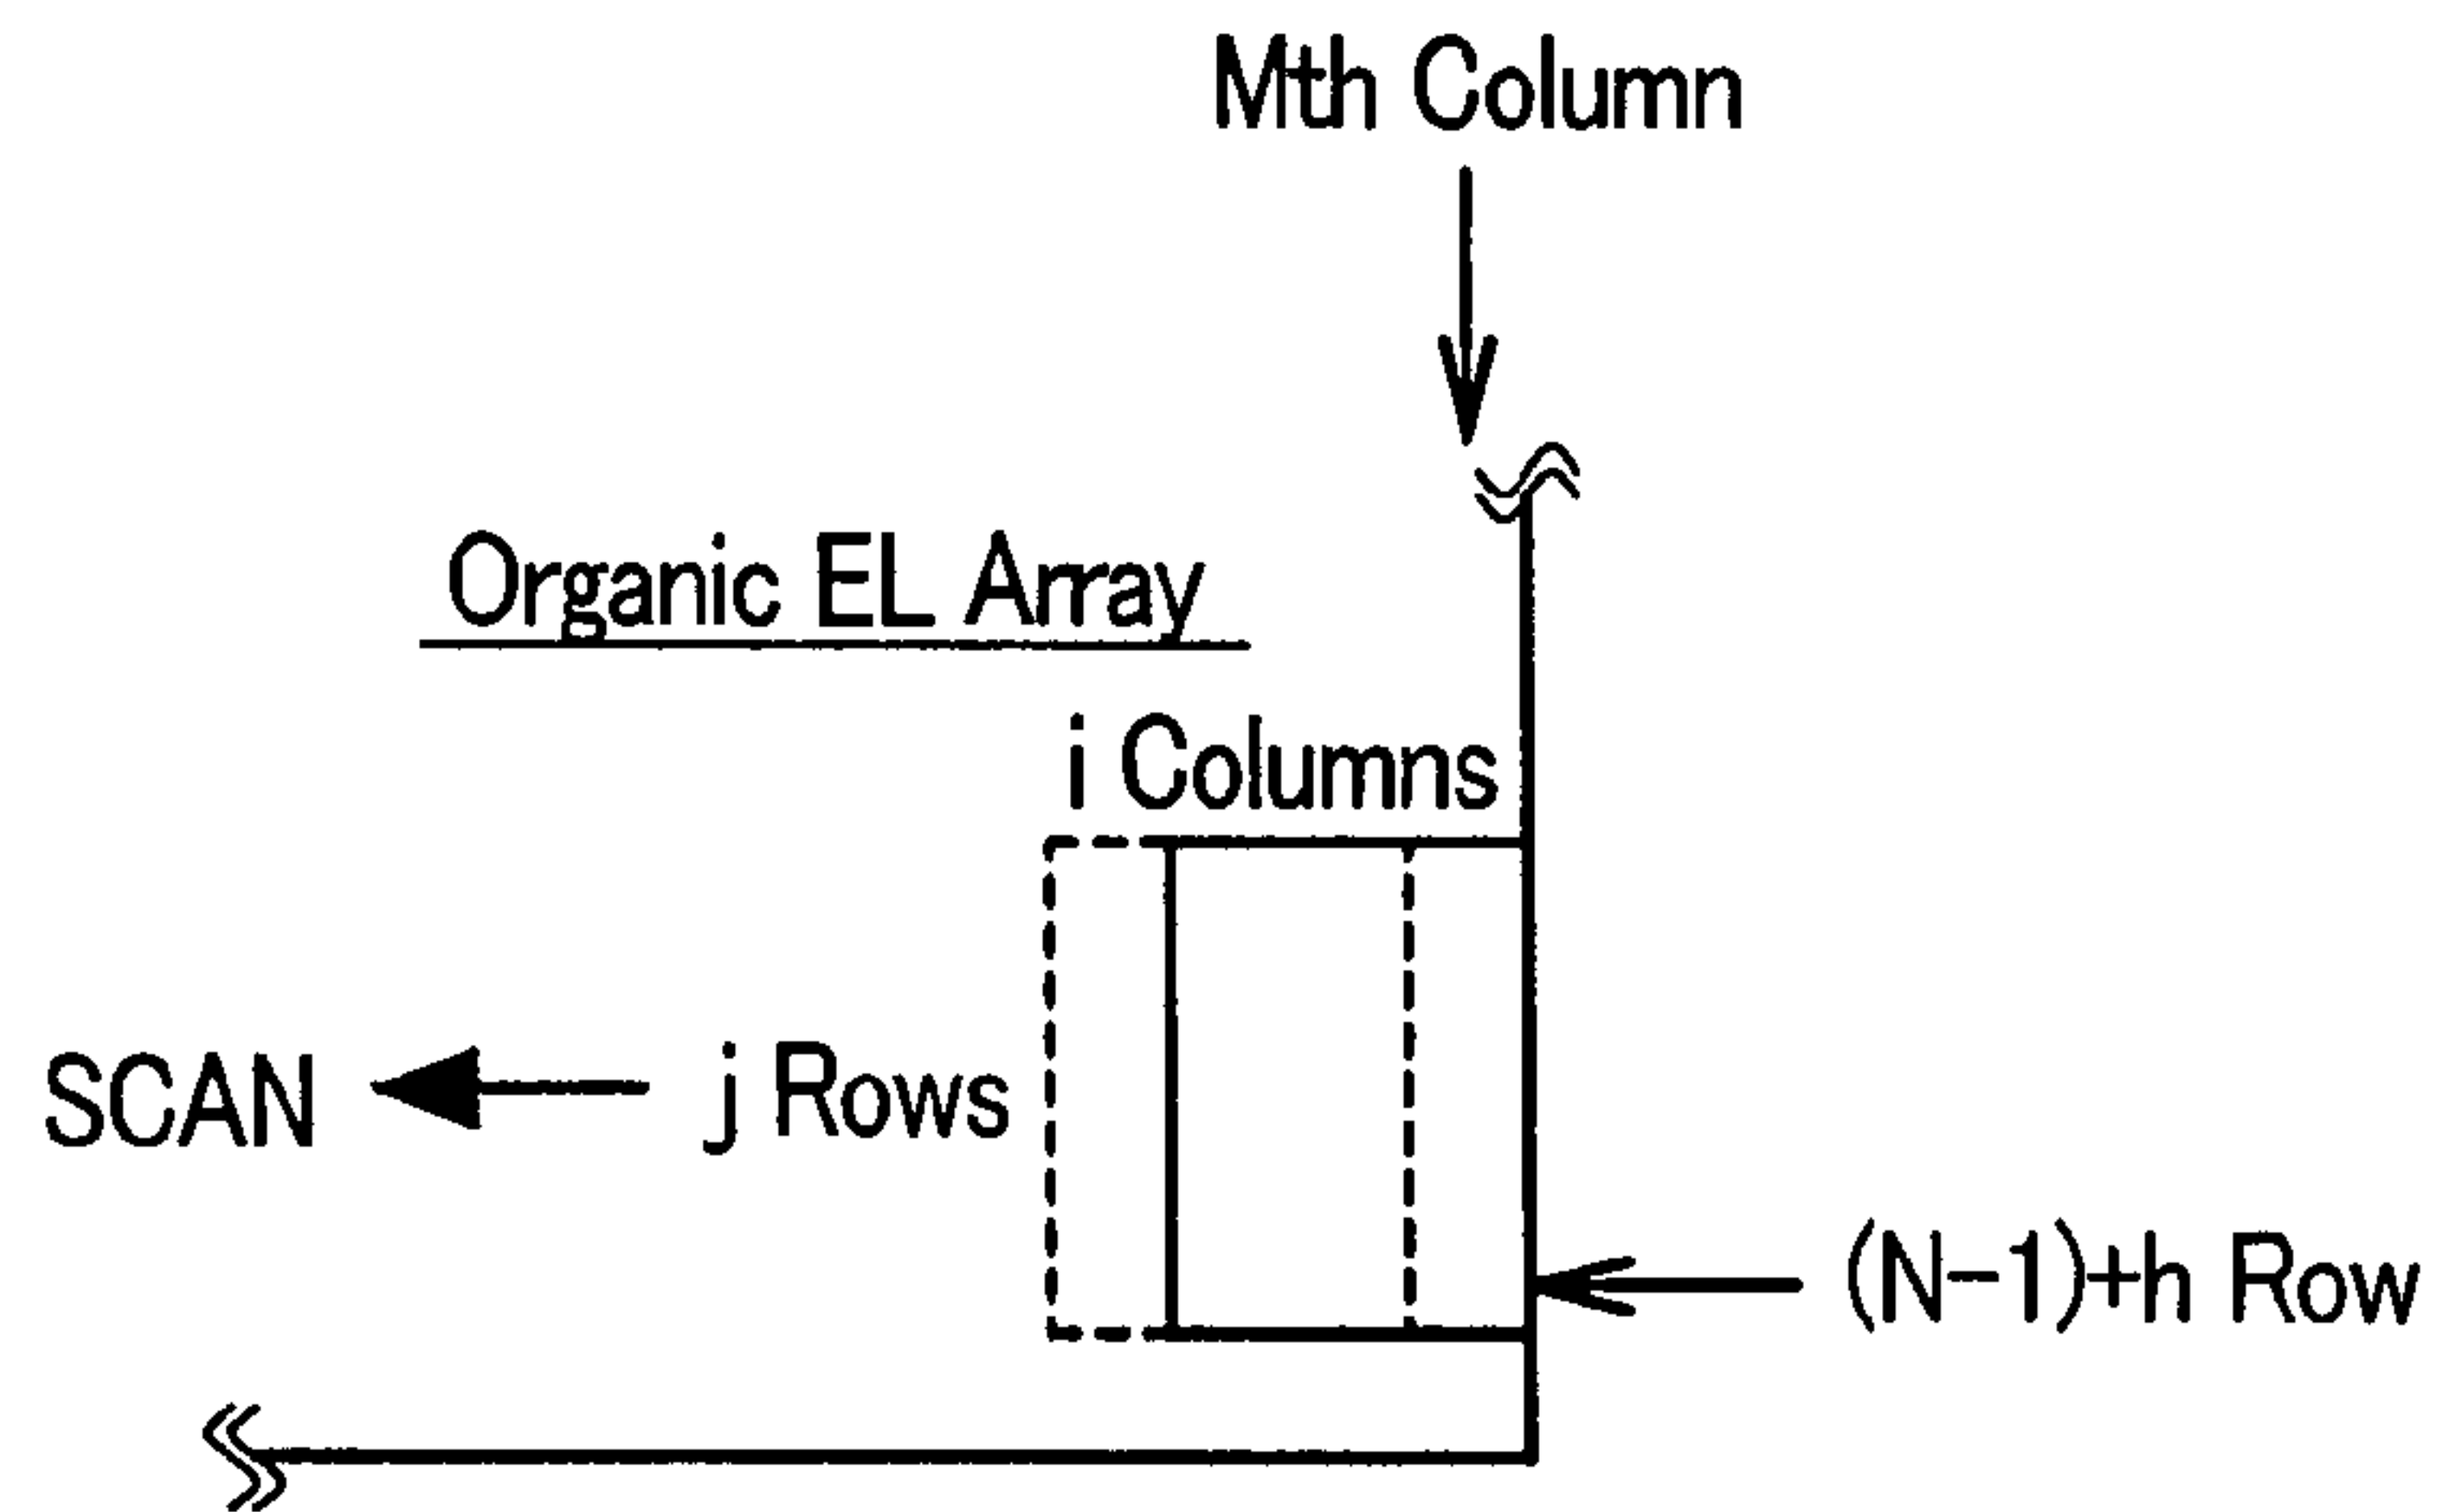 Mth Column
Organic EL Array
i Columns
SCAN
j Rows
(N-1)+h Row